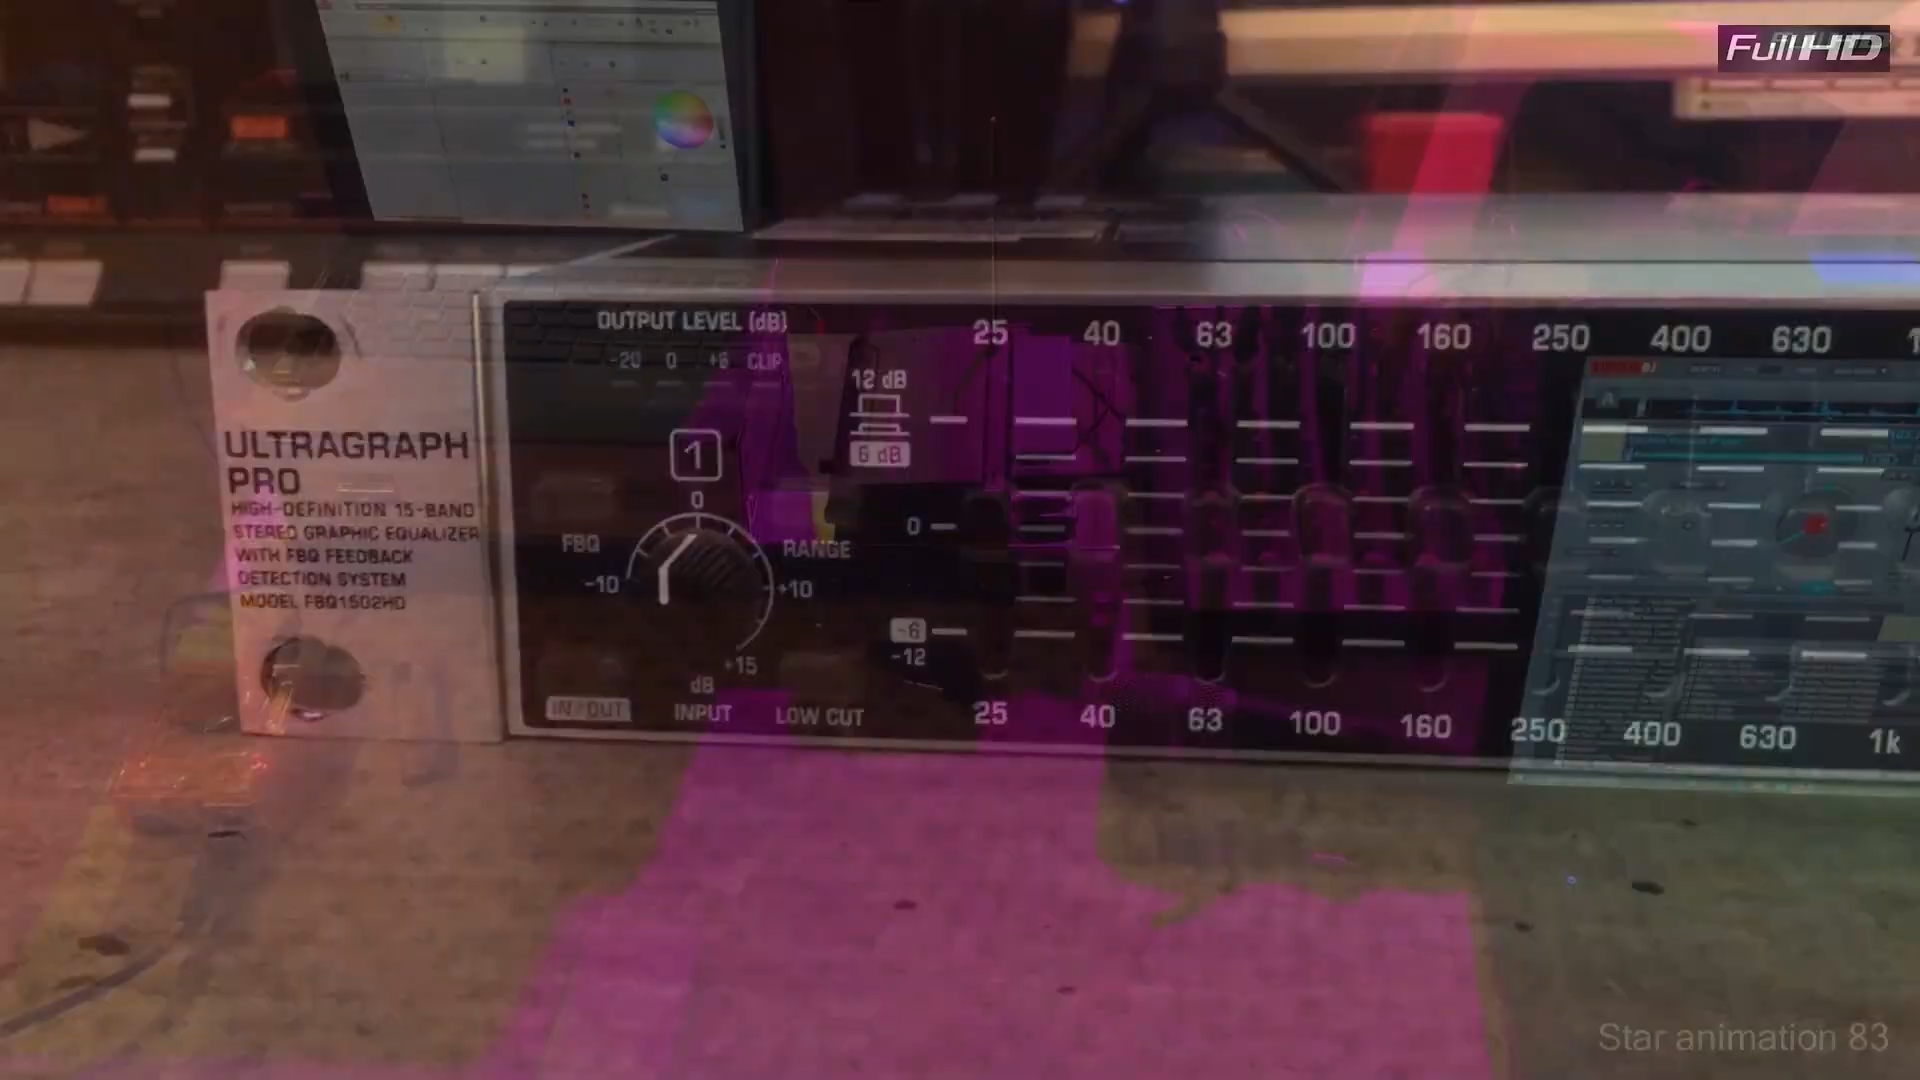 FullHD
OUTPUT LEVEL (dB)
-20 0 +6 CLIP
25 40 63 100 160 250 400 630
12 dB
6 dB
1
0
ULTRAGRAPH
PRO
HIGH-DEFINITION 15-BAND
STEREO GRAPHIC EQUALIZER
WITH FBQ FEEDBACK
DETECTION SYSTEM
MODEL FBQ1502HD
FBQ
RANGE
-10
+10
0
-6
-12
+15
dB
IN/OUT
INPUT
LOW CUT
25 40 63 100 160 250 400 630 1k
Star animation 83